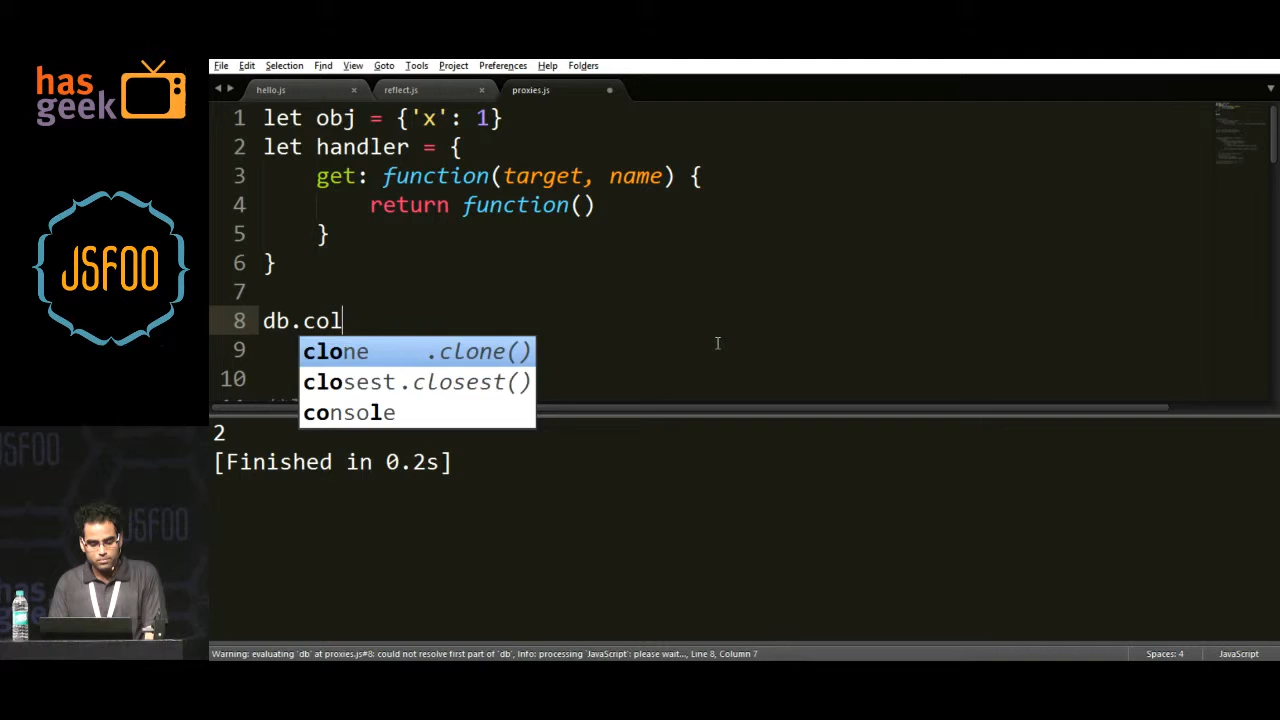 has
geek
JSFOO
File Edit Selection Find View Goto Tools Project Preferences Help Folders
hello.js × reflect.js × proxies.js
1 let obj = {'x': 1}
2 let handler = {
3 get: function(target, name) {
4 return function()
5 }
6 }
7
8 db.col
9
10
clone .clone()
closest .closest()
console
2
[Finished in 0.2s]
Warning: evaluating 'db' at proxies.js#8: could not resolve first part of 'db', Info: processing 'JavaScript': please wait..., Line 8, Column 7
Spaces: 4
JavaScript
JSFOO
JSFOO
has
geek